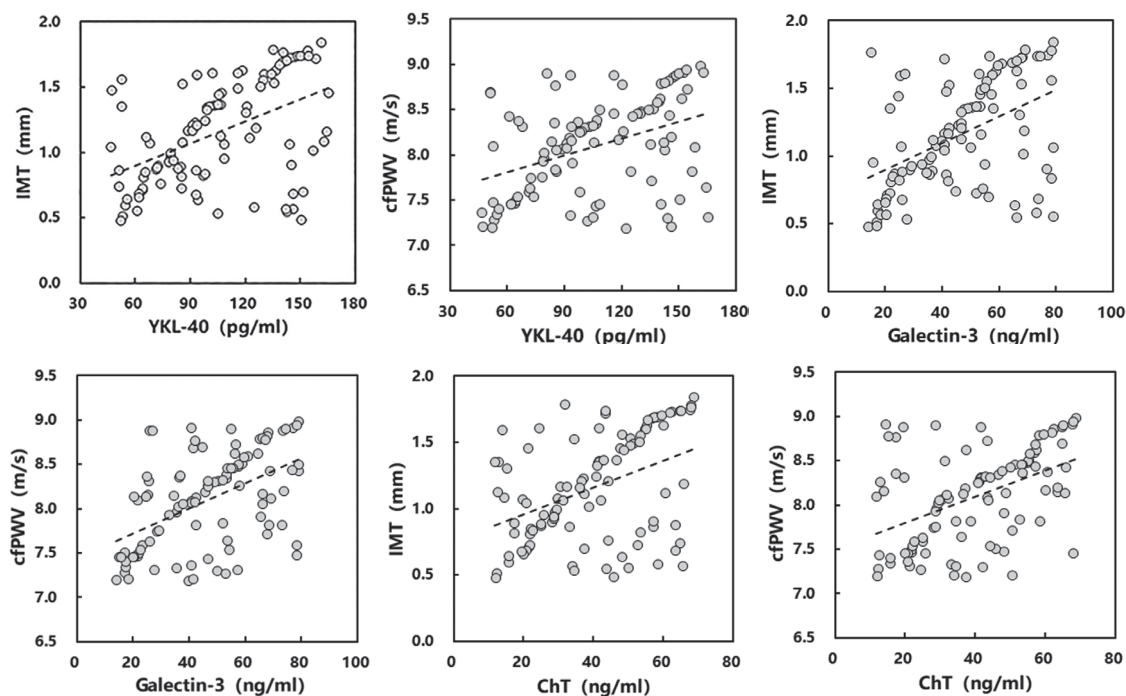 2.0
1.5
1.0
0.5
0.0
IMT (mm)
30 60 90 120 150 180
YKL-40 (pg/ml)
9.5
9.0
8.5
8.0
7.5
7.0
6.5
cfPWV (m/s)
30 60 90 120 150 180
YKL-40 (pg/ml)
2.0
1.5
1.0
0.5
0.0
IMT (mm)
0 20 40 60 80 100
Galectin-3 (ng/ml)
9.5
9.0
8.5
8.0
7.5
7.0
6.5
cfPWV (m/s)
0 20 40 60 80 100
Galectin-3 (ng/ml)
2.0
1.5
1.0
0.5
0.0
IMT (mm)
0 20 40 60 80
ChT (ng/ml)
9.5
9.0
8.5
8.0
7.5
7.0
6.5
cfPWV (m/s)
0 20 40 60 80
ChT (ng/ml)